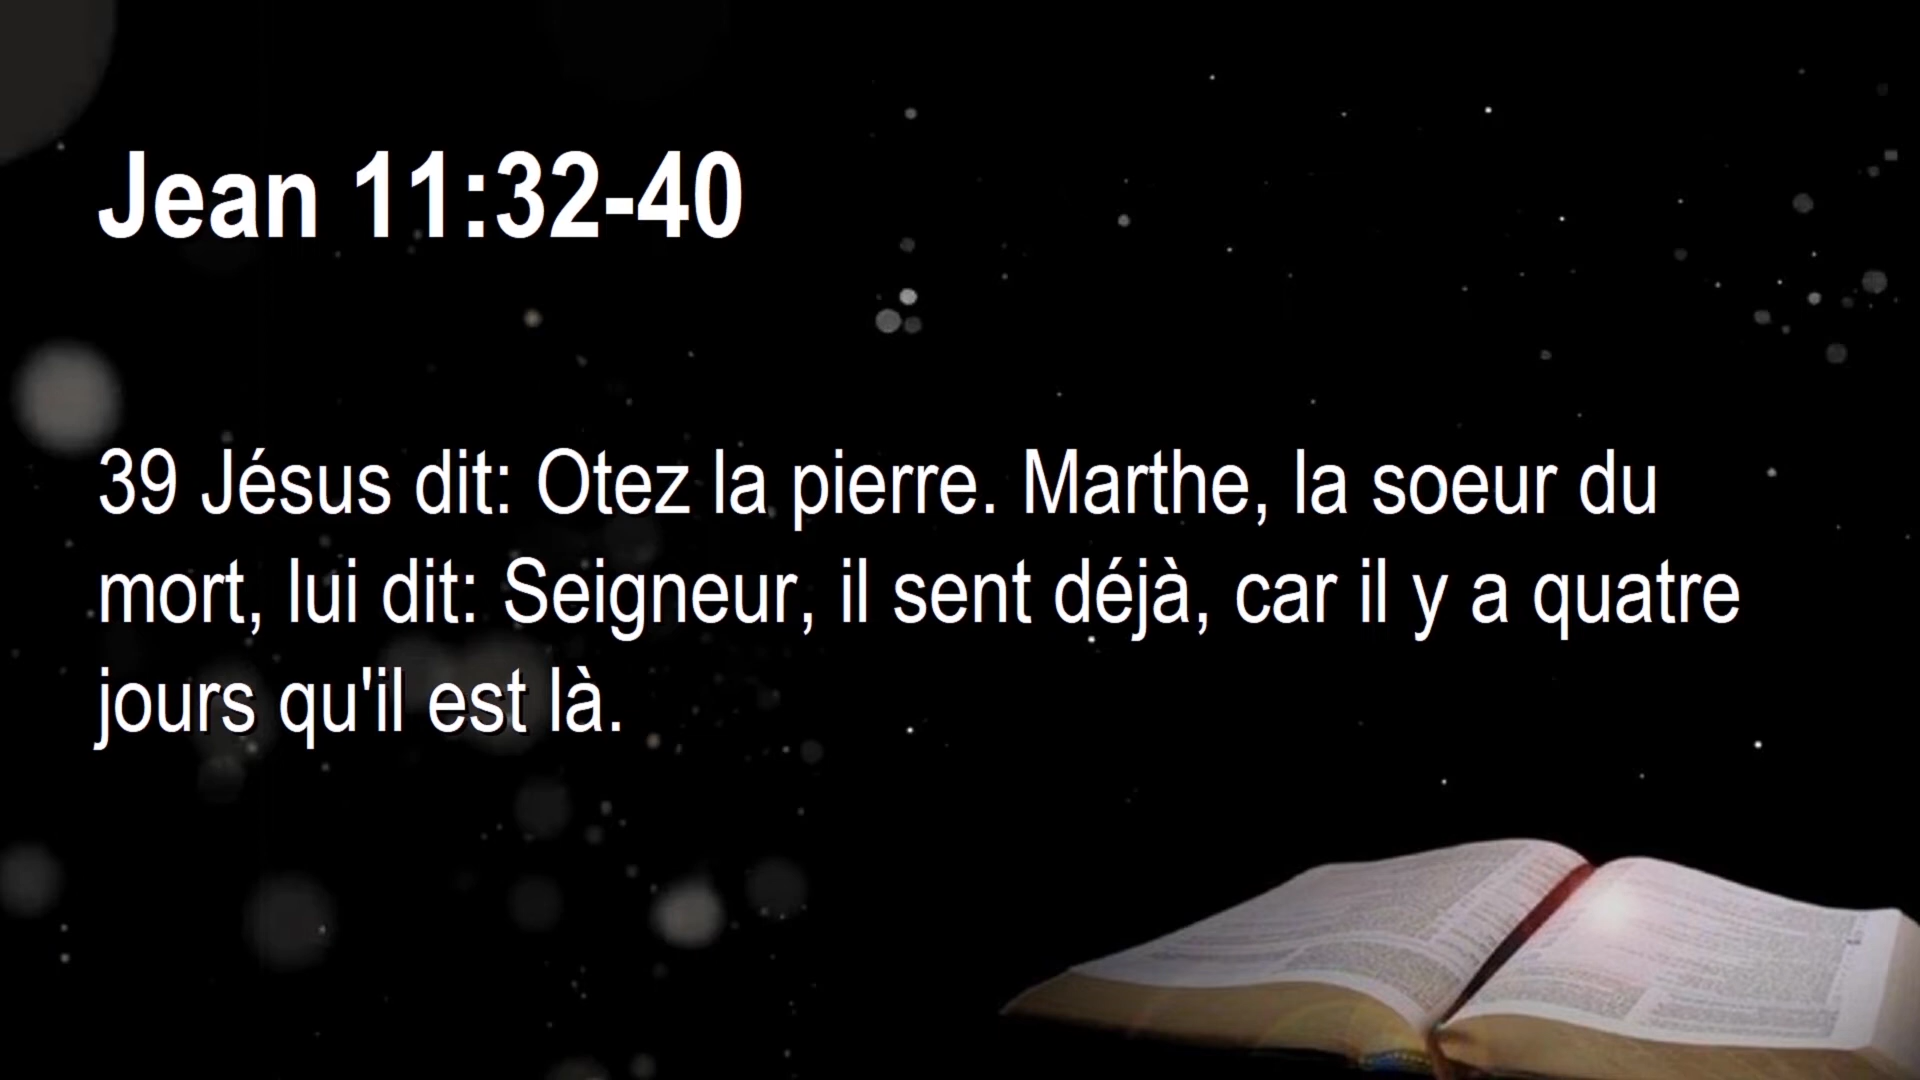 Jean 11:32-40
39 Jésus dit: Otez la pierre. Marthe, la soeur du
mort, lui dit: Seigneur, il sent déjà, car il y a quatre
jours qu'il est là.